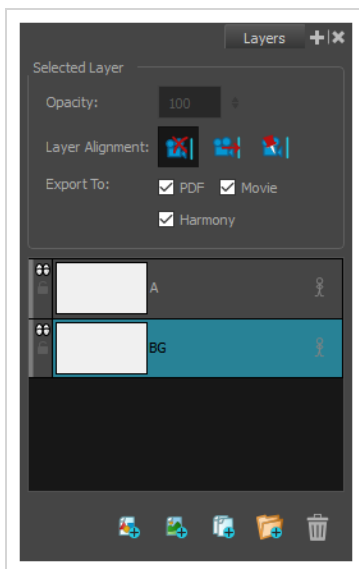 Layers
Selected Layer
Opacity: 100
Layer Alignment:
Export To: PDF Movie
Harmony
A
BG